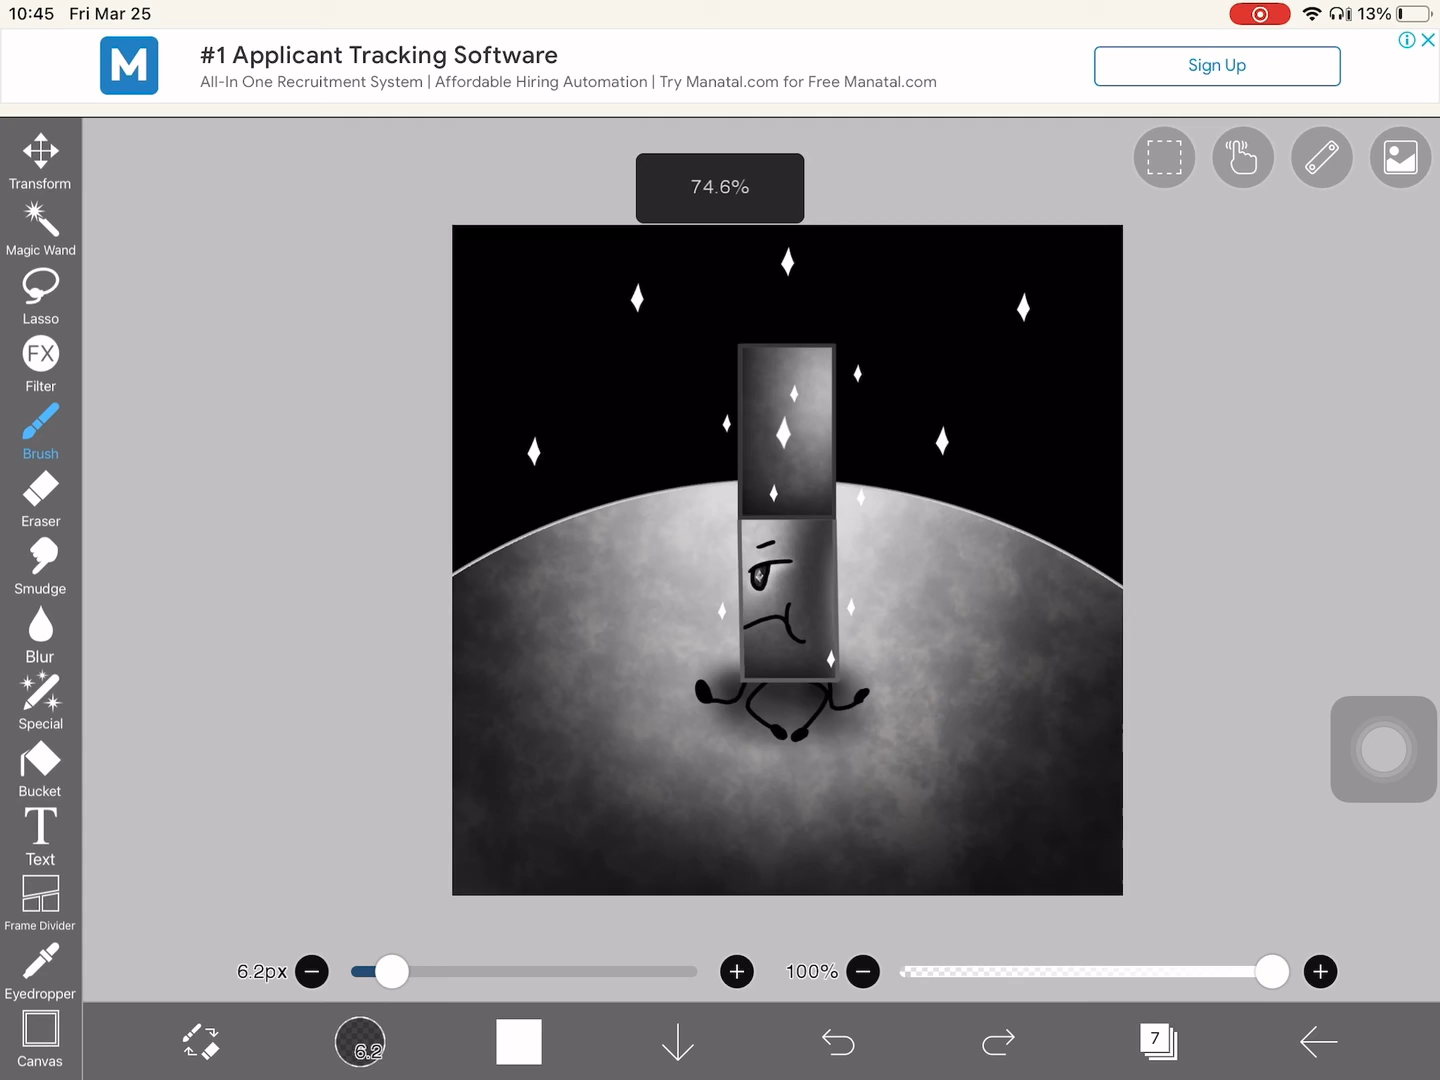 10:45 Fri Mar 25
13%
M
#1 Applicant Tracking Software
All-In One Recruitment System | Affordable Hiring Automation | Try Manatal.com for Free Manatal.com
Sign Up
74.6%
Transform
Magic Wand
Lasso
FX
Filter
Brush
Eraser
Smudge
Blur
Special
Bucket
T
Text
Frame Divider
Eyedropper
Canvas
6.2px
100%
6.2
7